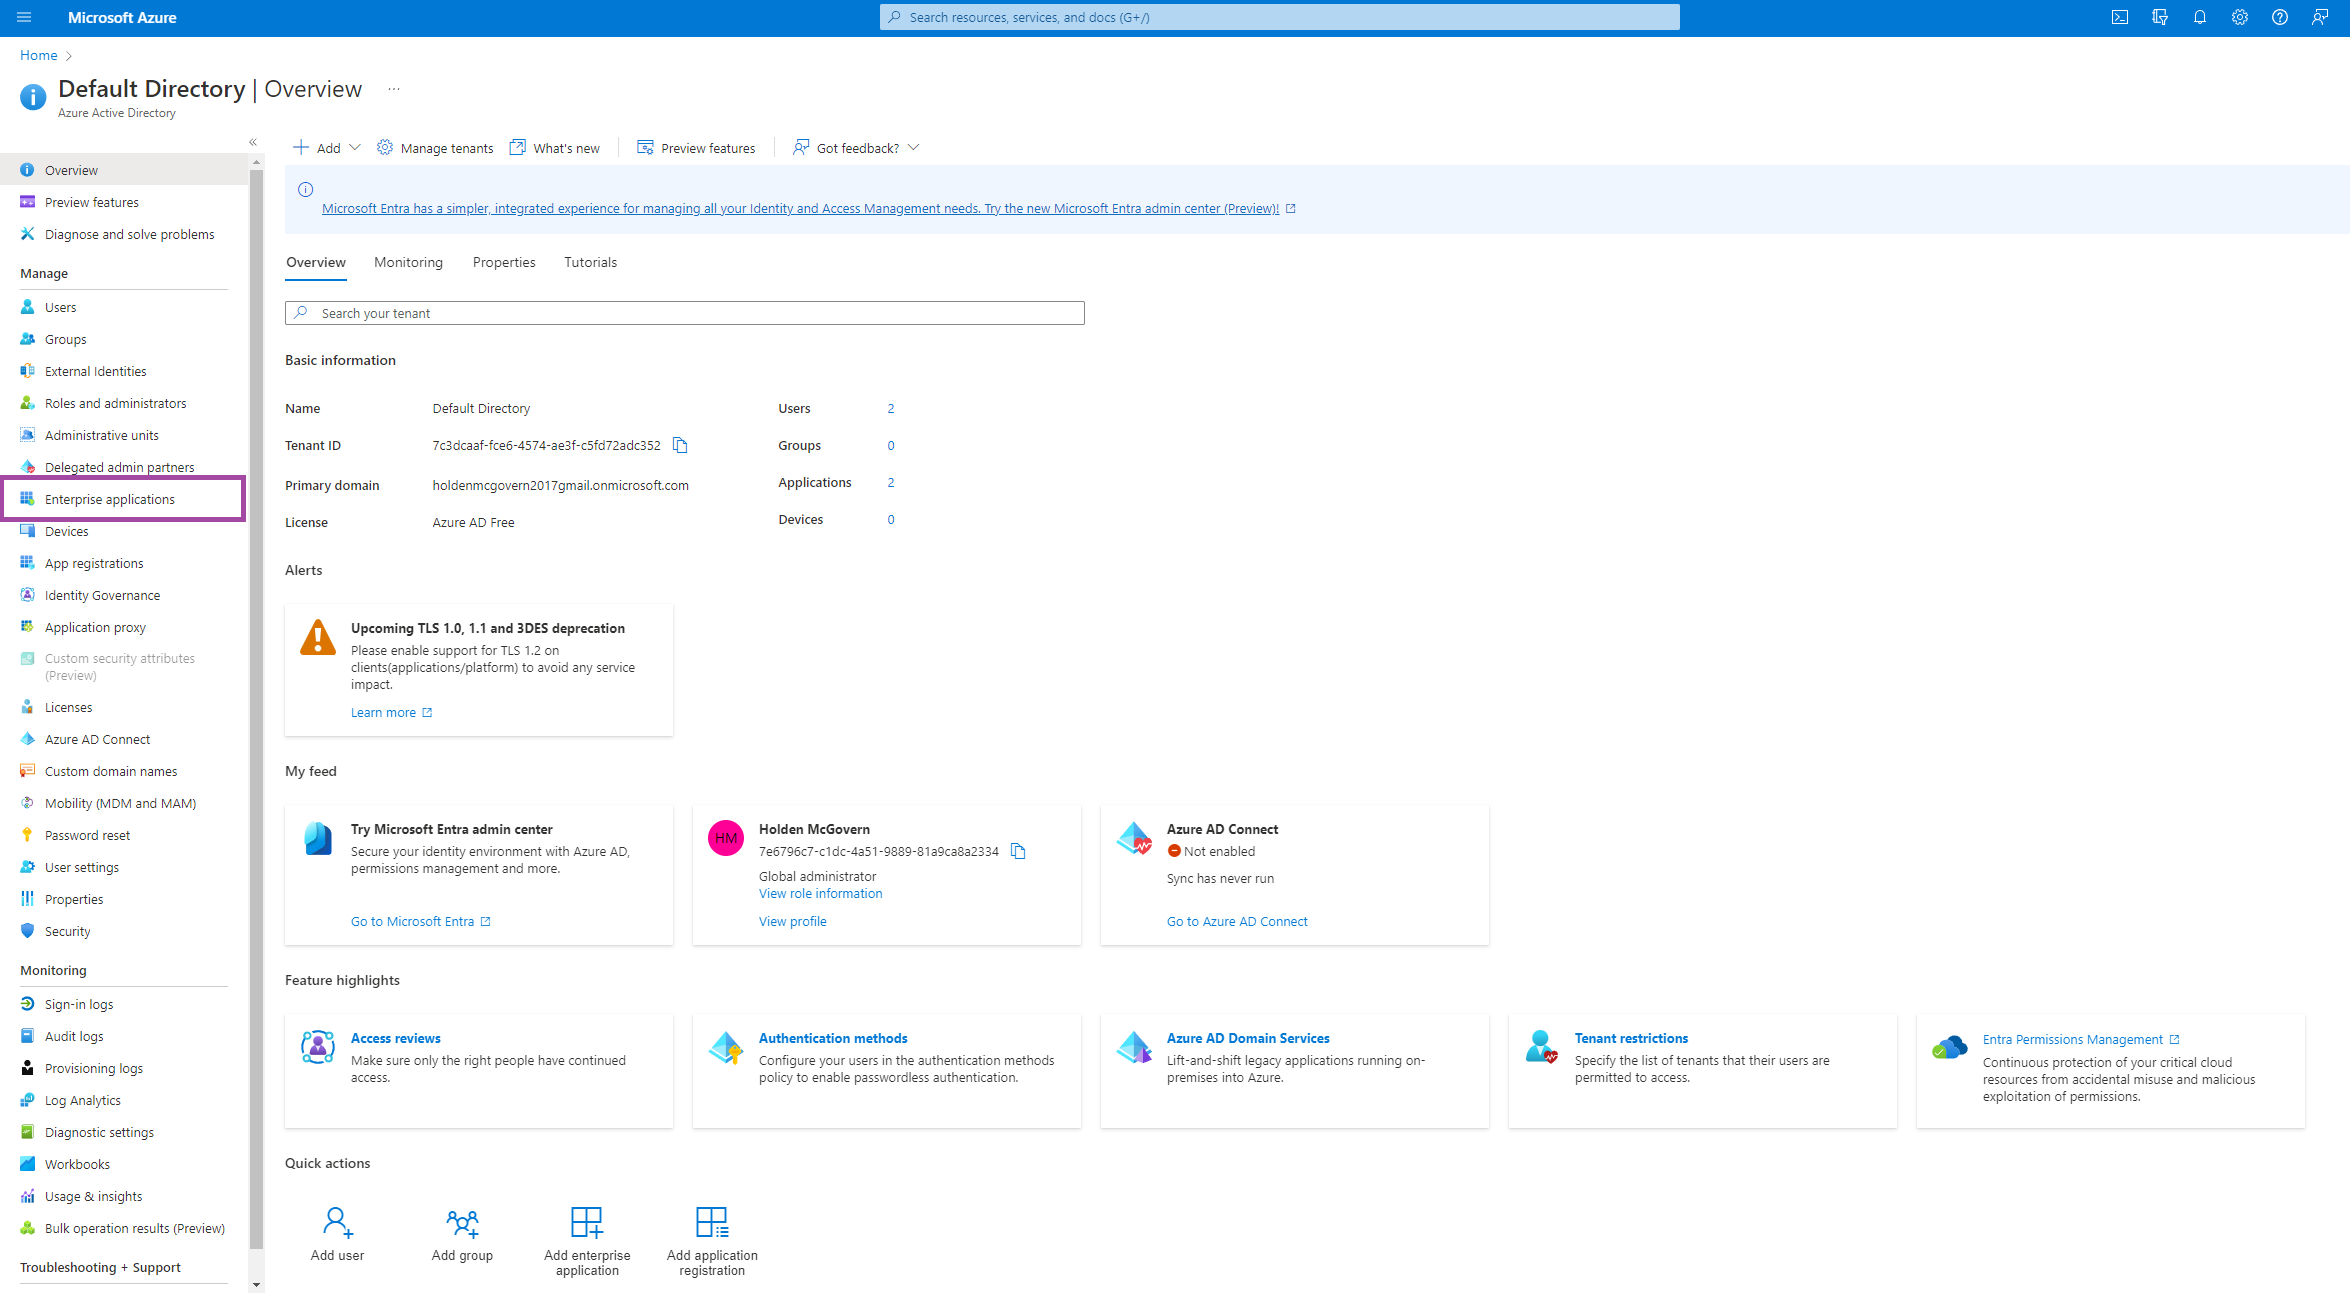 Microsoft Azure
Search resources, services, and docs (G+/)
Home
Default Directory | Overview ...
Azure Active Directory
Overview
Preview features
Diagnose and solve problems
Manage
Users
Groups
External Identities
Roles and administrators
Administrative units
Delegated admin partners
Enterprise applications
Devices
App registrations
Identity Governance
Application proxy
Custom security attributes
(Preview)
Licenses
Azure AD Connect
Custom domain names
Mobility (MDM and MAM)
Password reset
User settings
Properties
Security
Monitoring
Sign-in logs
Audit logs
Provisioning logs
Log Analytics
Diagnostic settings
Workbooks
Usage & insights
Bulk operation results (Preview)
Troubleshooting + Support
Add Manage tenants What's new Preview features Got feedback?
Microsoft Entra has a simpler, integrated experience for managing all your Identity and Access Management needs. Try the new Microsoft Entra admin center (Preview)!
Overview Monitoring Properties Tutorials
Search your tenant
Basic information
Name Default Directory Users 2
Tenant ID 7c3dcaaf-fce6-4574-ae3f-c5fd72adc352 Groups 0
Primary domain holdenmcgovern2017gmail.onmicrosoft.com Applications 2
License Azure AD Free Devices 0
Alerts
Upcoming TLS 1.0, 1.1 and 3DES deprecation
Please enable support for TLS 1.2 on
clients(applications/platform) to avoid any service
impact.
Learn more
My feed
Try Microsoft Entra admin center
Secure your identity environment with Azure AD,
permissions management and more.
Go to Microsoft Entra
HM
Holden McGovern
7e6796c7-c1dc-4a51-9889-81a9ca8a2334
Global administrator
View role information
View profile
Azure AD Connect
Not enabled
Sync has never run
Go to Azure AD Connect
Feature highlights
Access reviews
Make sure only the right people have continued
access.
Authentication methods
Configure your users in the authentication methods
policy to enable passwordless authentication.
Azure AD Domain Services
Lift-and-shift legacy applications running on-
premises into Azure.
Tenant restrictions
Specify the list of tenants that their users are
permitted to access.
Entra Permissions Management
Continuous protection of your critical cloud
resources from accidental misuse and malicious
exploitation of permissions.
Quick actions
Add user
Add group
Add enterprise
application
Add application
registration